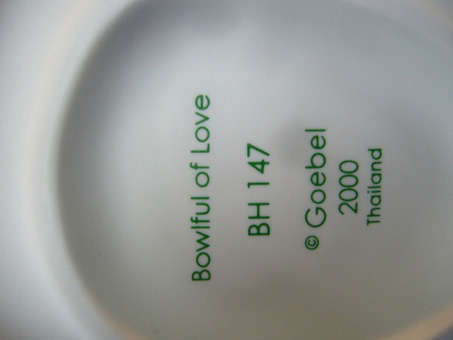 Bowlful of Love
BH 147
© Goebel
2000
Thailand